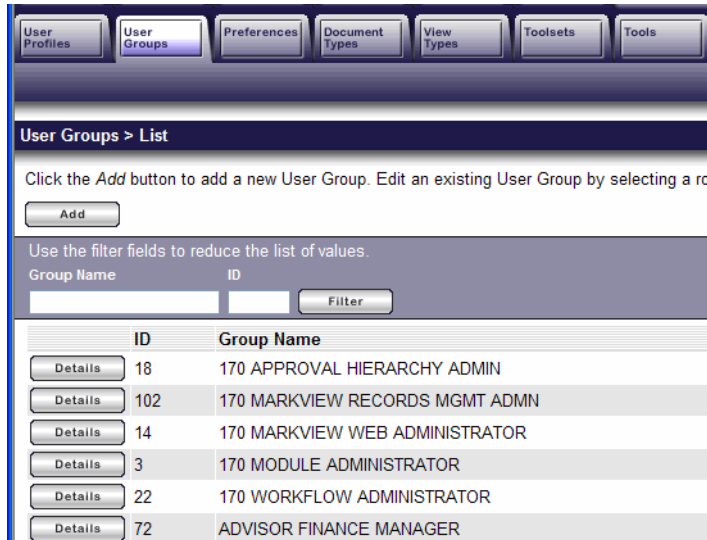 User Profiles
User Groups
Preferences
Document Types
View Types
Toolsets
Tools
User Groups > List
Click the Add button to add a new User Group. Edit an existing User Group by selecting a
Add
Use the filter fields to reduce the list of values.
Group Name ID
Filter
ID Group Name
Details 18 170 APPROVAL HIERARCHY ADMIN
Details 102 170 MARKVIEW RECORDS MGMT ADMN
Details 14 170 MARKVIEW WEB ADMINISTRATOR
Details 3 170 MODULE ADMINISTRATOR
Details 22 170 WORKFLOW ADMINISTRATOR
Details 72 ADVISOR FINANCE MANAGER